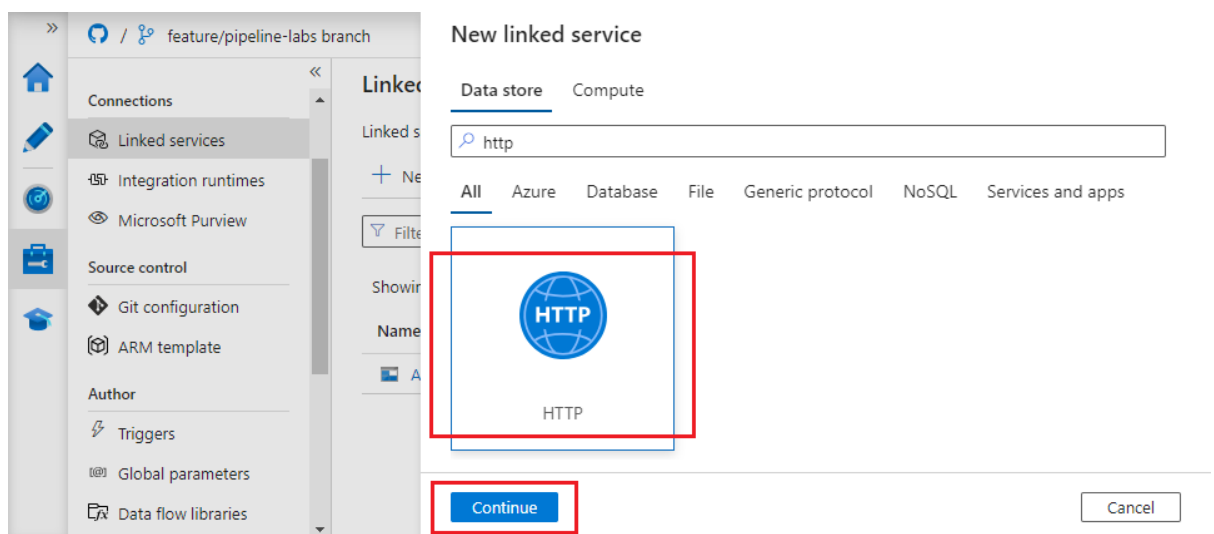 »
/ feature/pipeline-labs branch
«
Connections
Linked services
Integration runtimes
Microsoft Purview
Source control
Git configuration
ARM template
Author
Triggers
Global parameters
Data flow libraries
Linked
Linked s
+ Ne
Filte
Showin
Name
A
New linked service
Data store Compute
http
All Azure Database File Generic protocol NoSQL Services and apps
HTTP
HTTP
Continue Cancel